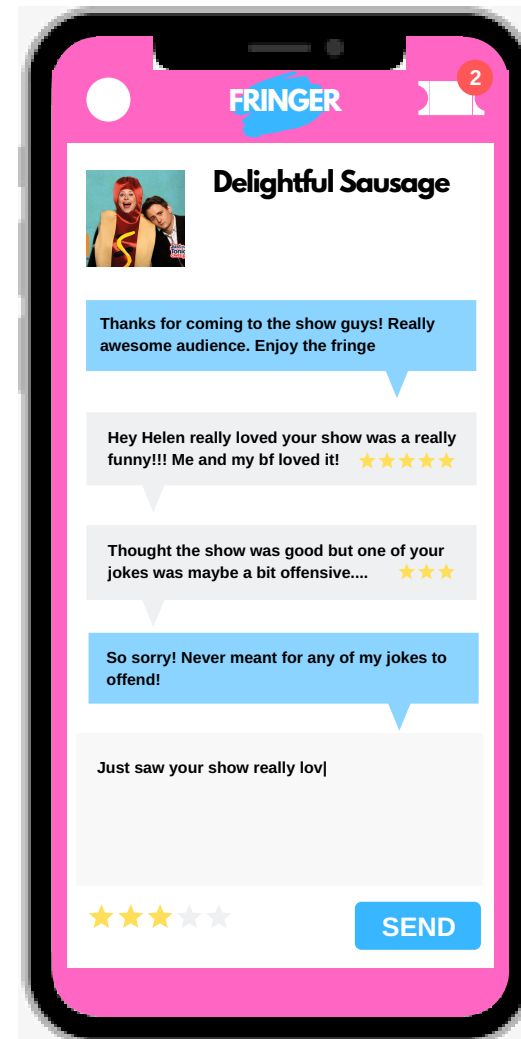 FRINGER
2
Delightful Sausage
Thanks for coming to the show guys! Really
awesome audience. Enjoy the fringe
Hey Helen really loved your show was a really
funny!!! Me and my bf loved it!
Thought the show was good but one of your
jokes was maybe a bit offensive....
So sorry! Never meant for any of my jokes to
offend!
Just saw your show really lov|
SEND